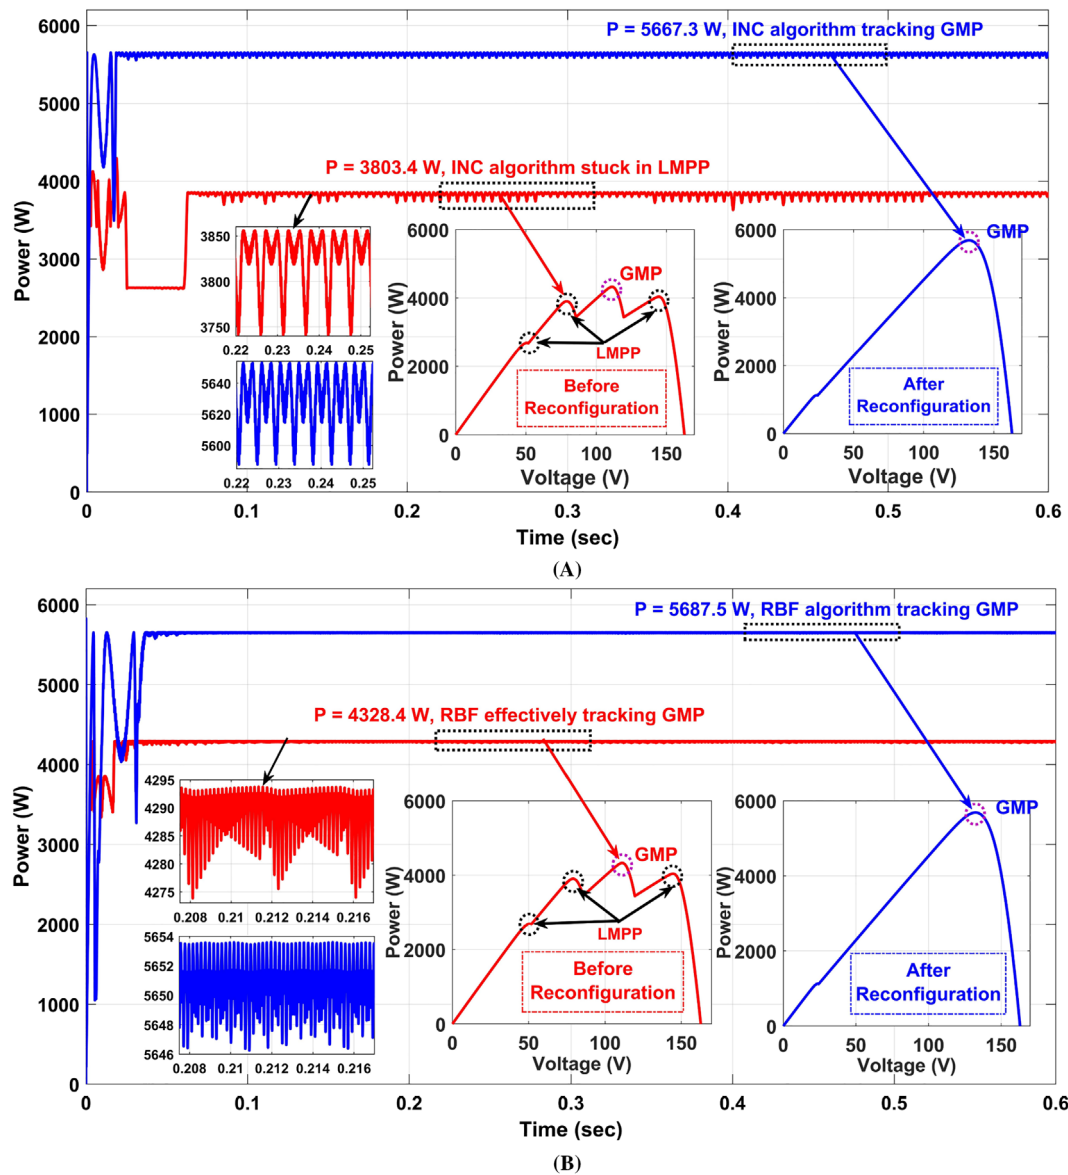 P = 5667.3 W, INC algorithm tracking GMP
P = 3803.4 W, INC algorithm stuck in LMPP
Power (W)
6000
5000
4000
3000
2000
1000
0
3850
3800
3750
0.22 0.23 0.24 0.25
5640
5620
5600
0.22 0.23 0.24 0.25
Power (W)
6000
4000
2000
0
GMP
LMPP
Before
Reconfiguration
0 50 100 150
Voltage (V)
Power (W)
6000
4000
2000
0
GMP
After
Reconfiguration
0 50 100 150
Voltage (V)
0 0.1 0.2 0.3 0.4 0.5 0.6
Time (sec)
(A)
P = 5687.5 W, RBF algorithm tracking GMP
P = 4328.4 W, RBF effectively tracking GMP
Power (W)
6000
5000
4000
3000
2000
1000
0
4295
4290
4285
4279
4275
0.208 0.21 0.212 0.214 0.216
5654
5652
5650
5648
5646
0.208 0.21 0.212 0.214 0.216
Power (W)
6000
4000
2000
0
GMP
LMPP
Before
Reconfiguration
0 50 100 150
Voltage (V)
Power (W)
6000
4000
2000
0
GMP
After
Reconfiguration
0 50 100 150
Voltage (V)
0 0.1 0.2 0.3 0.4 0.5 0.6
Time (sec)
(B)